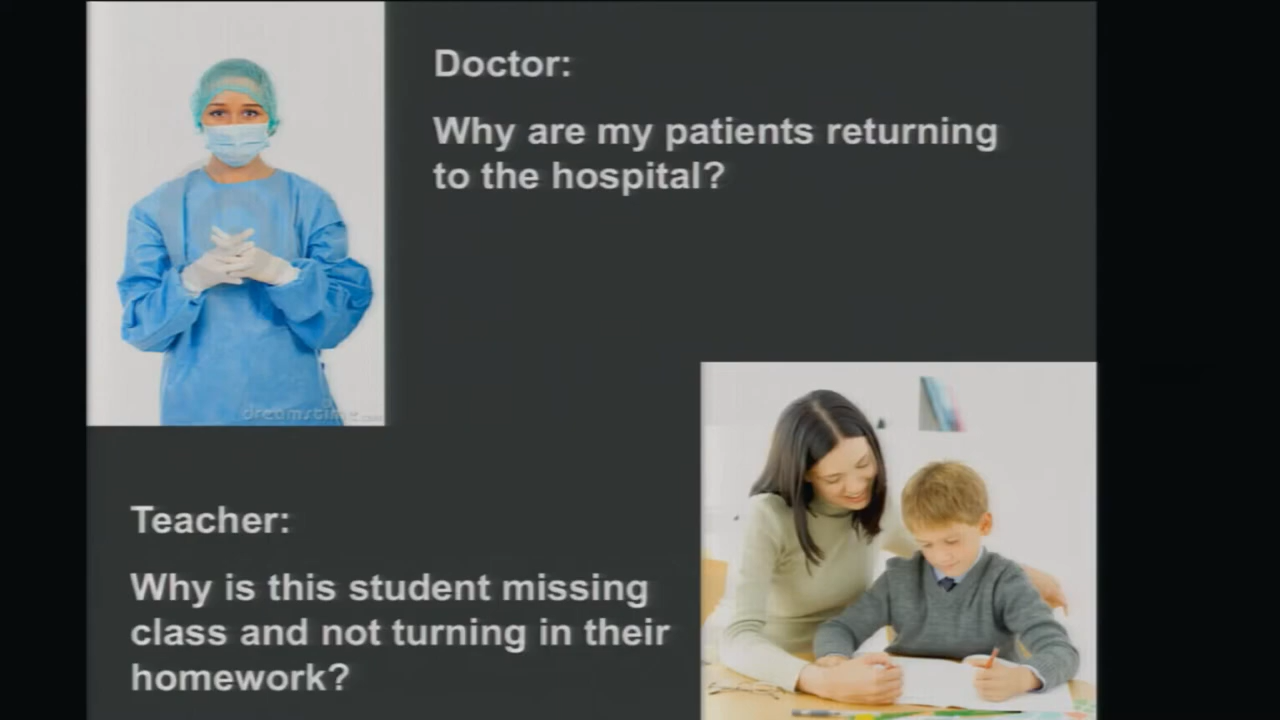 Doctor:
Why are my patients returning
to the hospital?
dreamstime
Teacher:
Why is this student missing
class and not turning in their
homework?